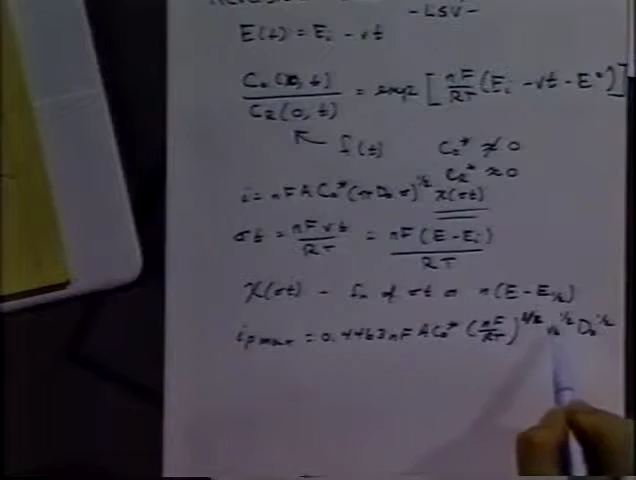 - LSV -
E(t) = Ei - vt
Co(0, t) / CR(0, t) = exp [nF/RT (Ei - vt - E°')]
f(t) Co* ≉ 0
CR* ≈ 0
i = nFACo*(πDoσ)^1/2 χ(σt)
σt = nFvt/RT = nF(E - Ei)/RT
χ(σt) - fn of σt or n(E - E1/2)
ip max = 0.4463nFACo* (nF/RT)^1/2 v^1/2 Do^1/2